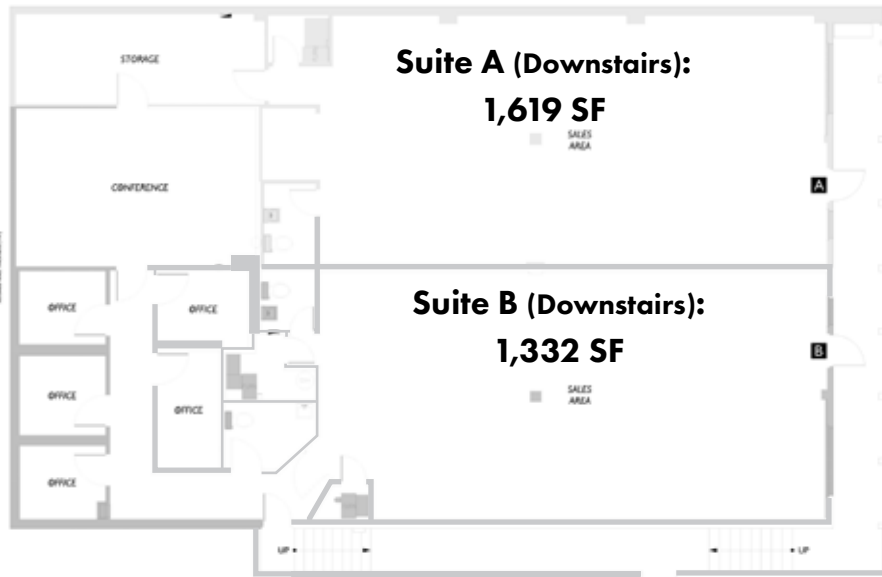 STORAGE
Suite A (Downstairs):
1,619 SF
SALES
AREA
CONFERENCE
A
OFFICE
OFFICE
Suite B (Downstairs):
1,332 SF
B
SALES
AREA
OFFICE
OFFICE
OFFICE
UP
UP